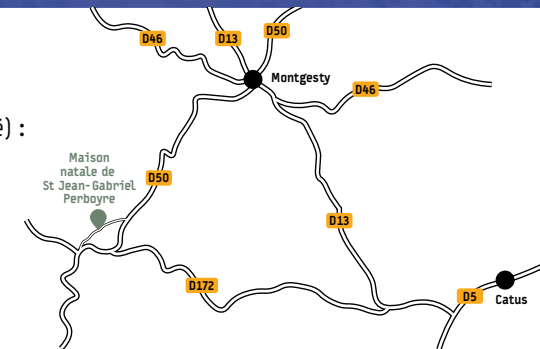 D46
D13
D50
Montgesty
D46
) :
Maison
natale de
St Jean-Gabriel
Perboyre
D50
D13
D172
D5
Catus